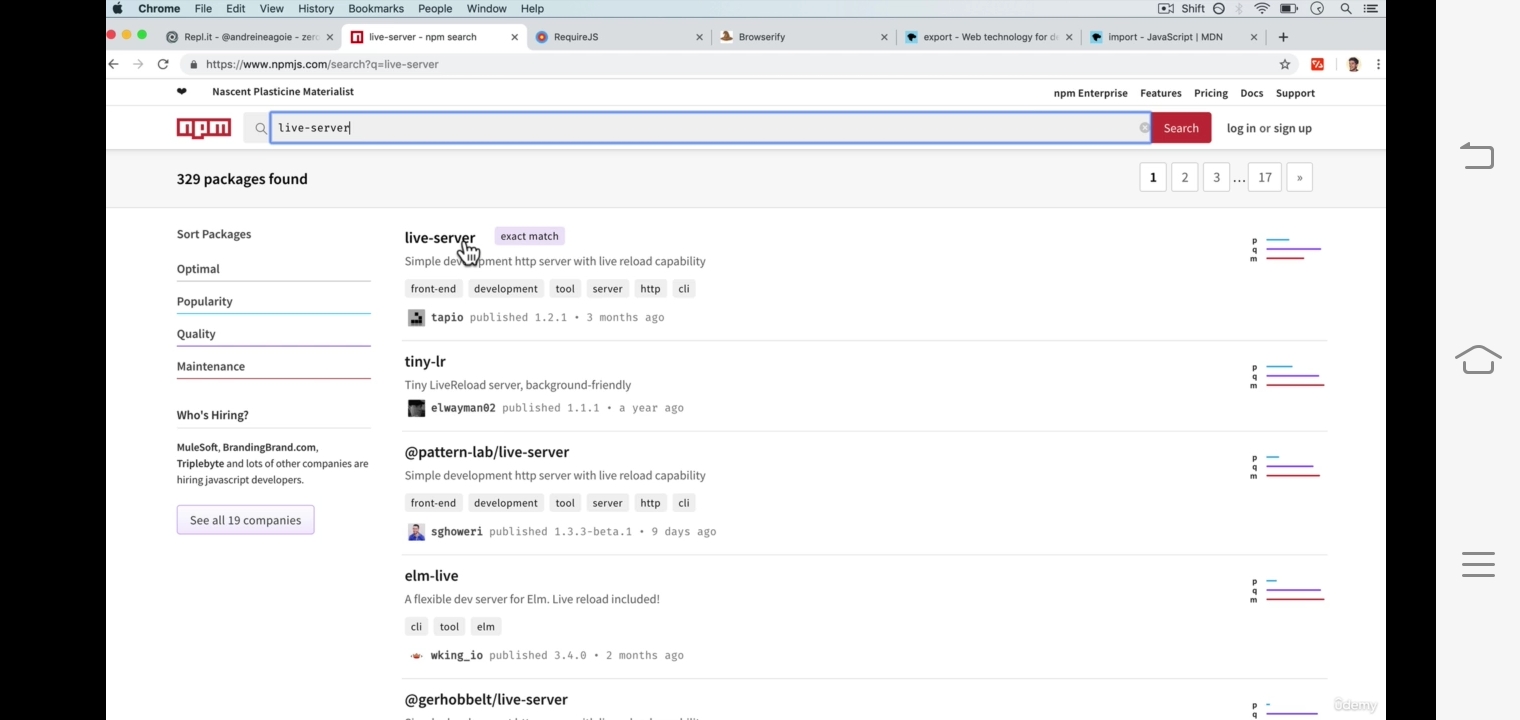 Chrome File Edit View History Bookmarks People Window Help Shift
Repl.it - @andreineagoie - zero live-server - npm search RequireJS Browserify export - Web technology for de import - JavaScript | MDN
https://www.npmjs.com/search?q=live-server
❤ Nascent Plasticine Materialist npm Enterprise Features Pricing Docs Support
npm live-server Search log in or sign up
329 packages found 1 2 3 ... 17 »
Sort Packages
Optimal
Popularity
Quality
Maintenance
Who's Hiring?
MuleSoft, BrandingBrand.com,
Triplebyte and lots of other companies are
hiring javascript developers.
See all 19 companies
live-server exact match
Simple development http server with live reload capability
front-end development tool server http cli
tapio published 1.2.1 • 3 months ago
p
q
m
tiny-lr
Tiny LiveReload server, background-friendly
elwayman02 published 1.1.1 • a year ago
p
q
m
@pattern-lab/live-server
Simple development http server with live reload capability
front-end development tool server http cli
sghoweri published 1.3.3-beta.1 • 9 days ago
p
q
m
elm-live
A flexible dev server for Elm. Live reload included!
cli tool elm
wking_io published 3.4.0 • 2 months ago
p
q
m
@gerhobbelt/live-server
p
q
ûdemy